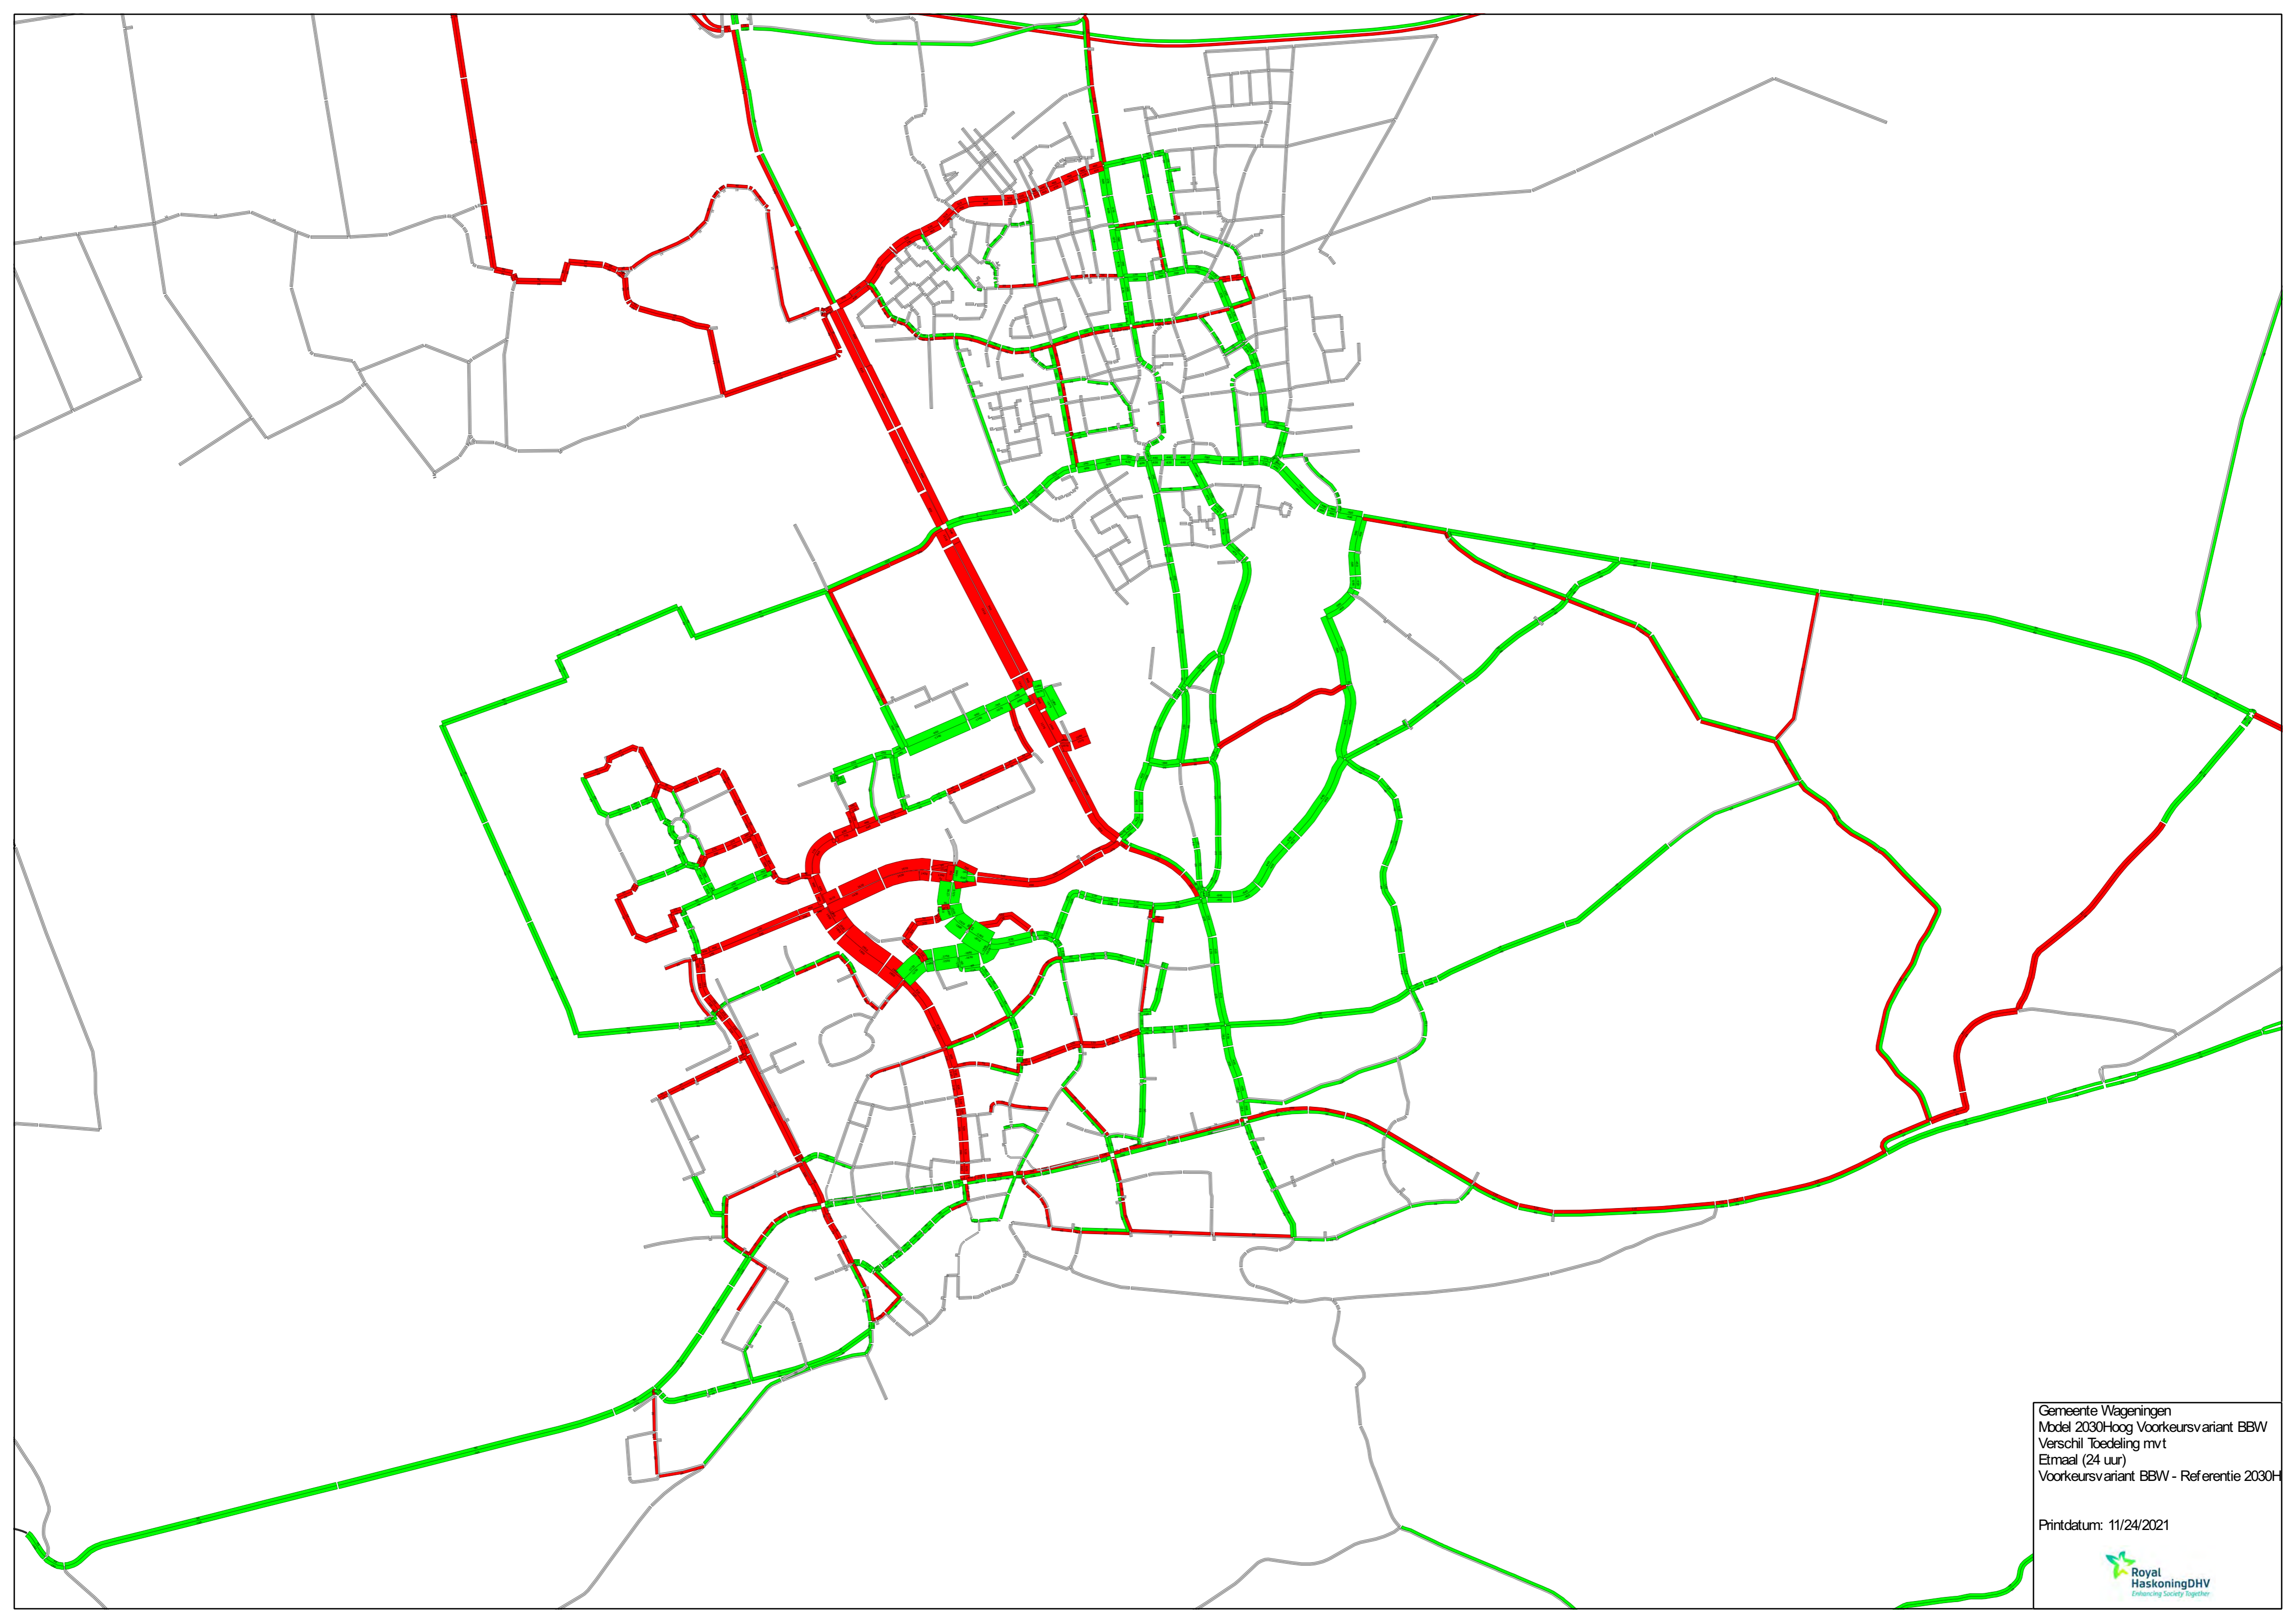 Gemeente Wageningen
Model 2030Hoog Voorkeursvariant BBW
Verschil Toedeling mvt
Etmaal (24 uur)
Voorkeursvariant BBW - Referentie 2030H
Printdatum: 11/24/2021
Royal
HaskoningDHV
Enhancing Society Together